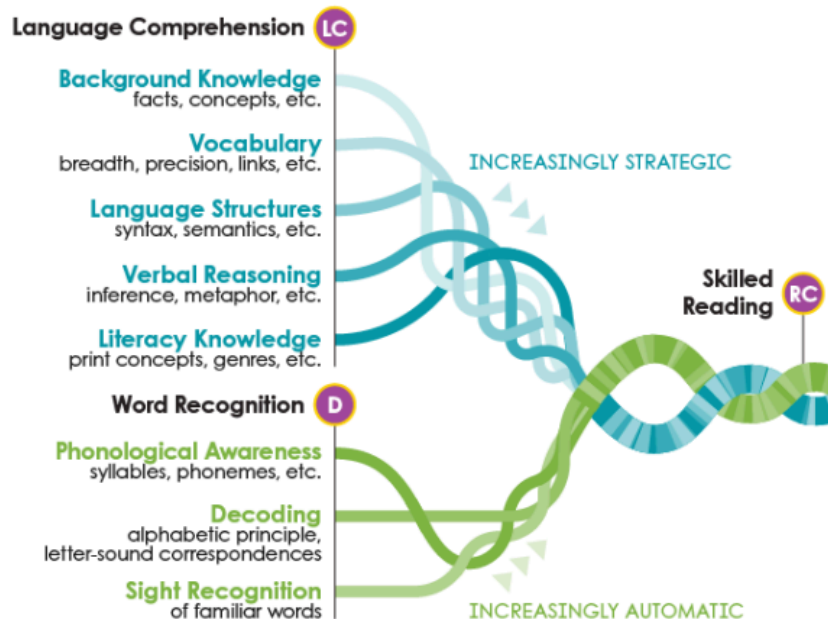 Language Comprehension LC
Background Knowledge
facts, concepts, etc.
Vocabulary
breadth, precision, links, etc.
INCREASINGLY STRATEGIC
Language Structures
syntax, semantics, etc.
Verbal Reasoning
inference, metaphor, etc.
Skilled
Reading
RC
Literacy Knowledge
print concepts, genres, etc.
Word Recognition D
Phonological Awareness
syllables, phonemes, etc.
Decoding
alphabetic principle,
letter-sound correspondences
Sight Recognition
of familiar words
INCREASINGLY AUTOMATIC